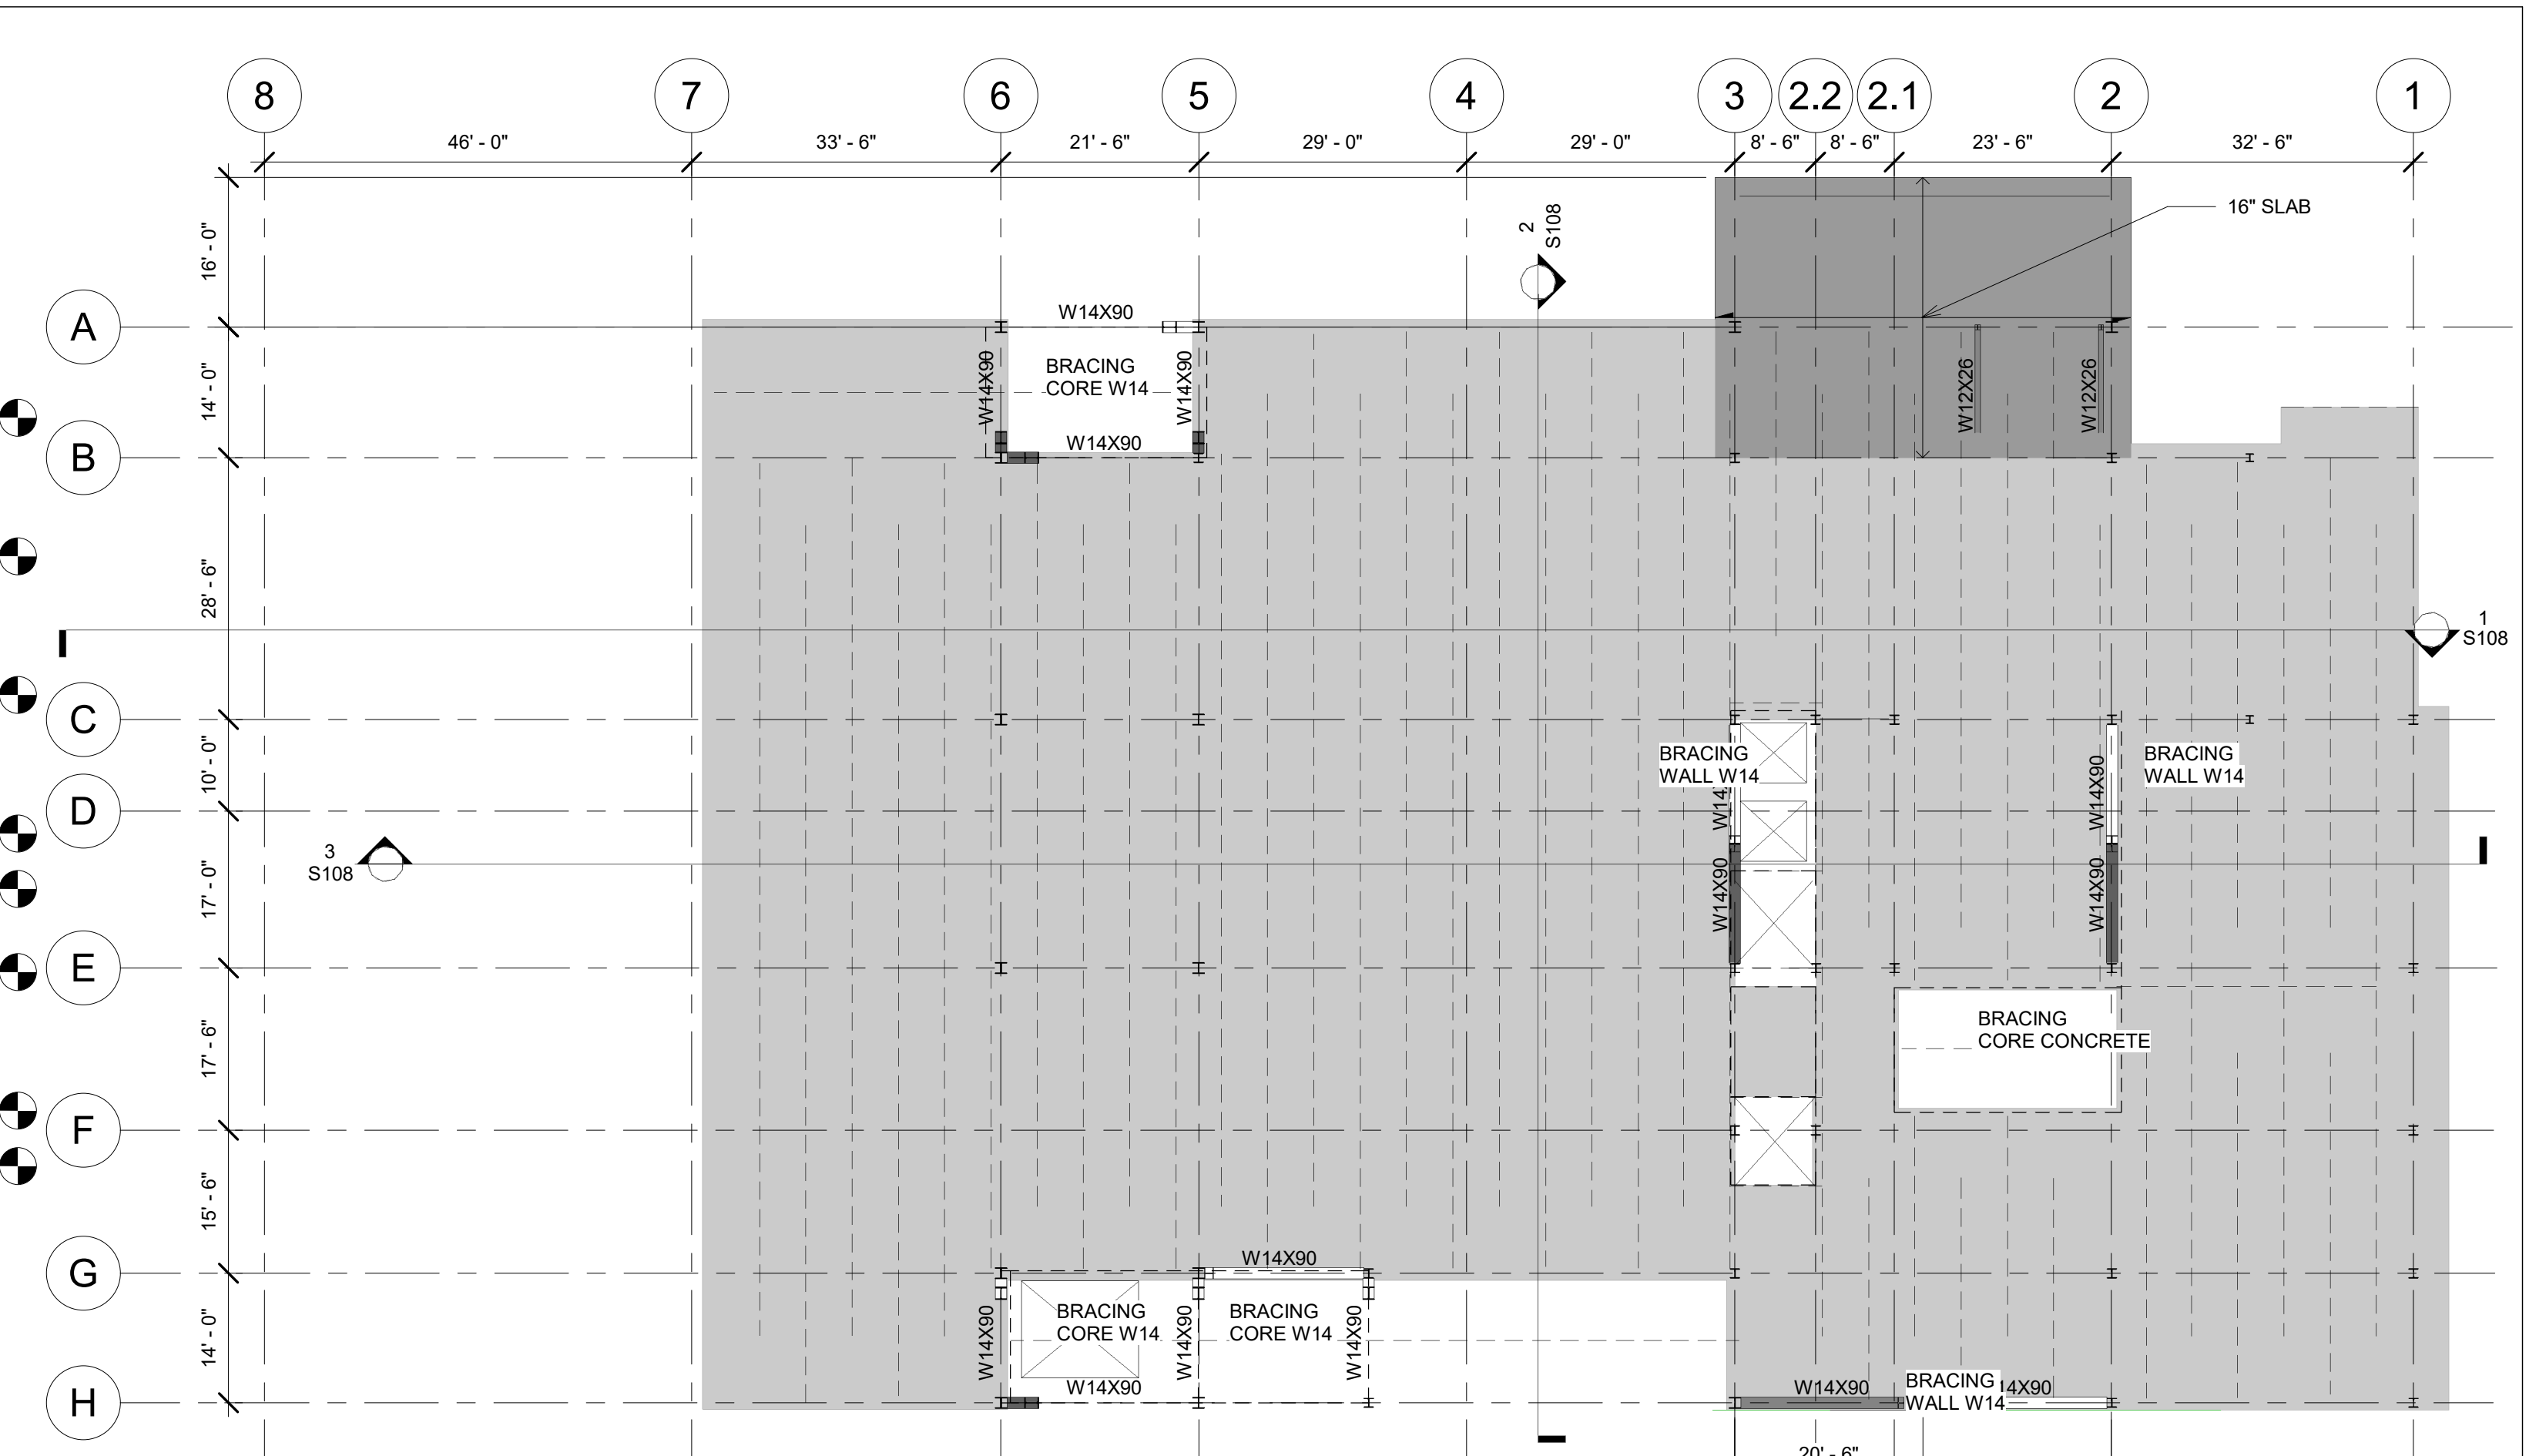 8 7 6 5 4 3 2.2 2.1 2 1
46' - 0" 33' - 6" 21' - 6" 29' - 0" 29' - 0" 8' - 6" 8' - 6" 23' - 6" 32' - 6"
16" SLAB
2
S108
16' - 0"
A
W14X90
14' - 0"
W14X90
BRACING
CORE W14
W14X90
W12X26
W12X26
B
W14X90
28' - 6"
1
S108
C
10' - 0"
BRACING
WALL W14
W14X90
BRACING
WALL W14
D
3
S108
17' - 0"
W14X90
W14X90
E
17' - 6"
BRACING
CORE CONCRETE
F
15' - 6"
G
W14X90
14' - 0"
W14X90
BRACING
CORE W14
W14X90
BRACING
CORE W14
W14X90
W14X90
H
W14X90
BRACING
WALL W14
14X90
20' - 6"